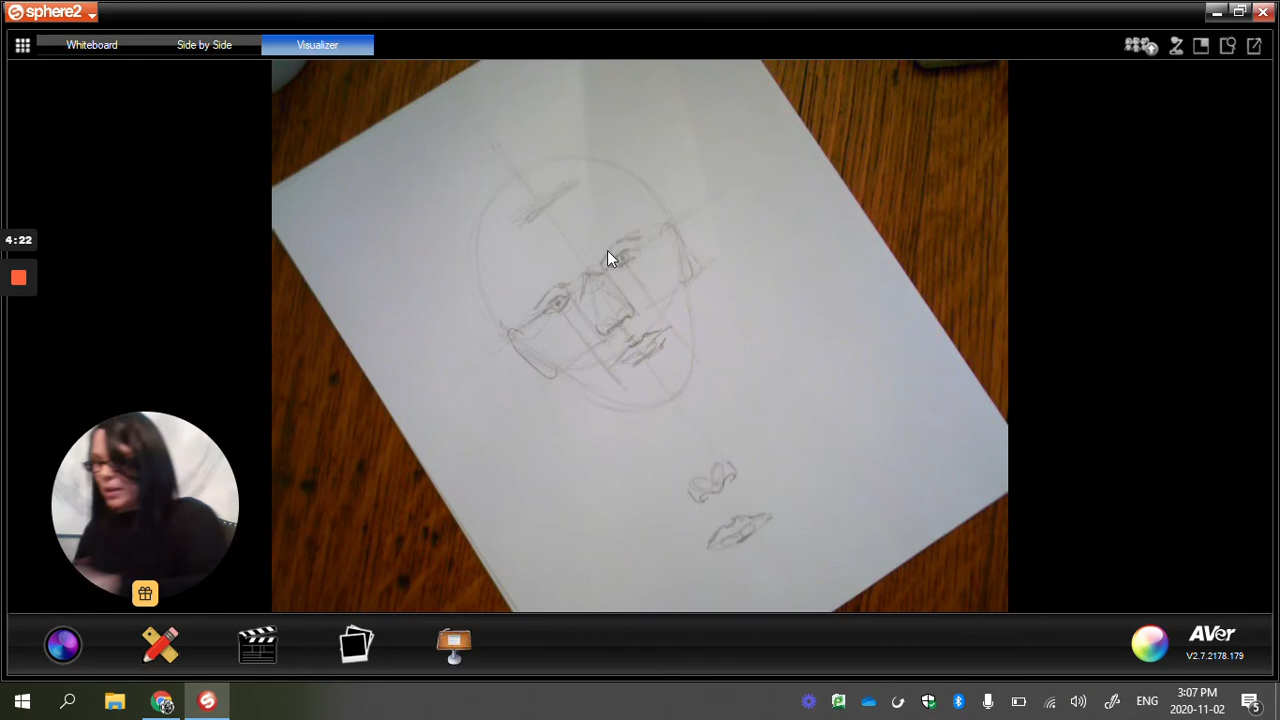 sphere2
Whiteboard
Side by Side
Visualizer
4:22
AVer
V2.7.2178.179
ENG
3:07 PM
2020-11-02
5